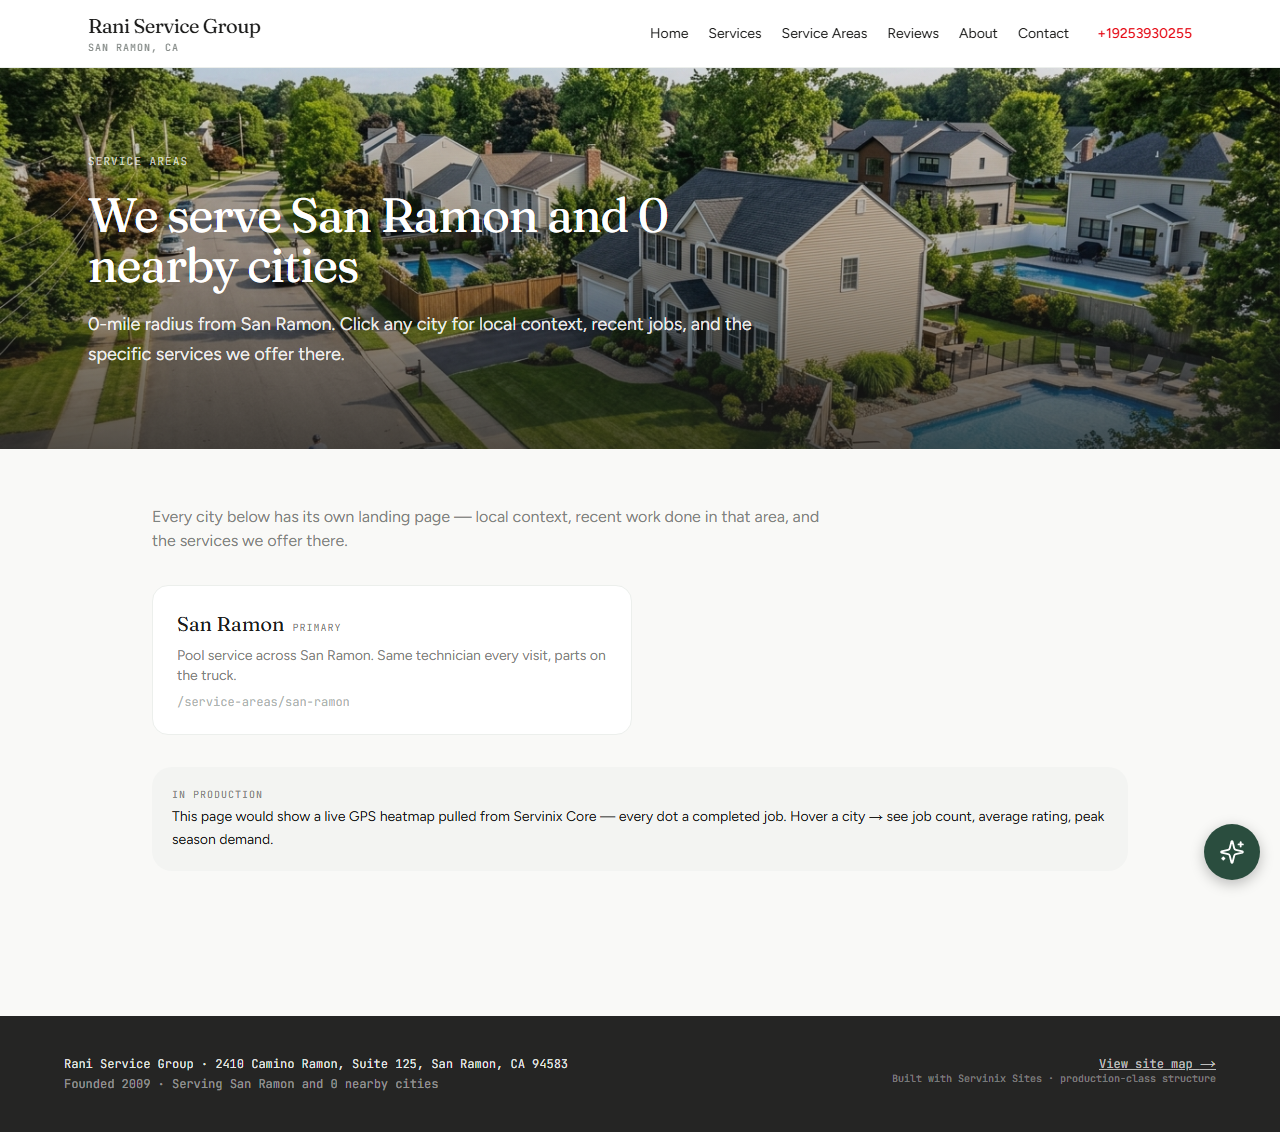 Rani Service Group
SAN RAMON, CA
Home Services Service Areas Reviews About Contact +19253930255
SERVICE AREAS
We serve San Ramon and 0
nearby cities
0-mile radius from San Ramon. Click any city for local context, recent jobs, and the
specific services we offer there.
Every city below has its own landing page — local context, recent work done in that area, and
the services we offer there.
San Ramon PRIMARY
Pool service across San Ramon. Same technician every visit, parts on
the truck.
/service-areas/san-ramon
IN PRODUCTION
This page would show a live GPS heatmap pulled from Servinix Core — every dot a completed job. Hover a city → see job count, average rating, peak
season demand.
Rani Service Group · 2410 Camino Ramon, Suite 125, San Ramon, CA 94583
Founded 2009 · Serving San Ramon and 0 nearby cities
View site map →
Built with Servinix Sites · production-class structure